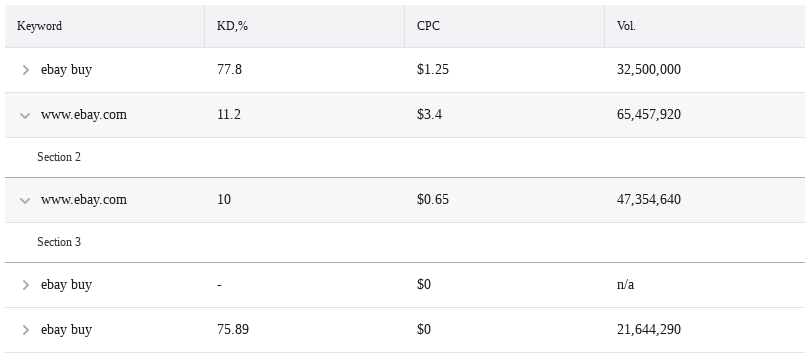 Keyword KD,% CPC Vol.
ebay buy 77.8 $1.25 32,500,000
www.ebay.com 11.2 $3.4 65,457,920
Section 2
www.ebay.com 10 $0.65 47,354,640
Section 3
ebay buy - $0 n/a
ebay buy 75.89 $0 21,644,290